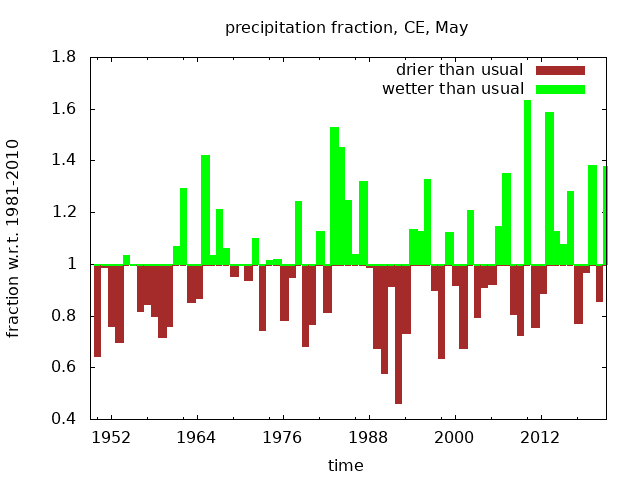 precipitation fraction, CE, May
drier than usual
wetter than usual
fraction w.r.t. 1981-2010
1.8
1.6
1.4
1.2
1
0.8
0.6
0.4
1952 1964 1976 1988 2000 2012
time